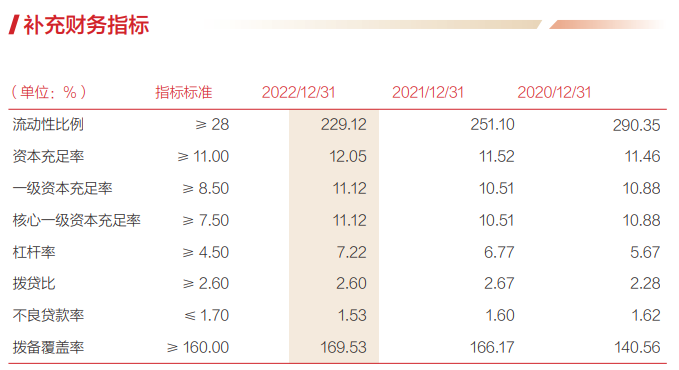 补充财务指标
（单位：%） 指标标准 2022/12/31 2021/12/31 2020/12/31
流动性比例 ≥ 28 229.12 251.10 290.35
资本充足率 ≥ 11.00 12.05 11.52 11.46
一级资本充足率 ≥ 8.50 11.12 10.51 10.88
核心一级资本充足率 ≥ 7.50 11.12 10.51 10.88
杠杆率 ≥ 4.50 7.22 6.77 5.67
拨贷比 ≥ 2.60 2.60 2.67 2.28
不良贷款率 ≤ 1.70 1.53 1.60 1.62
拨备覆盖率 ≥ 160.00 169.53 166.17 140.56